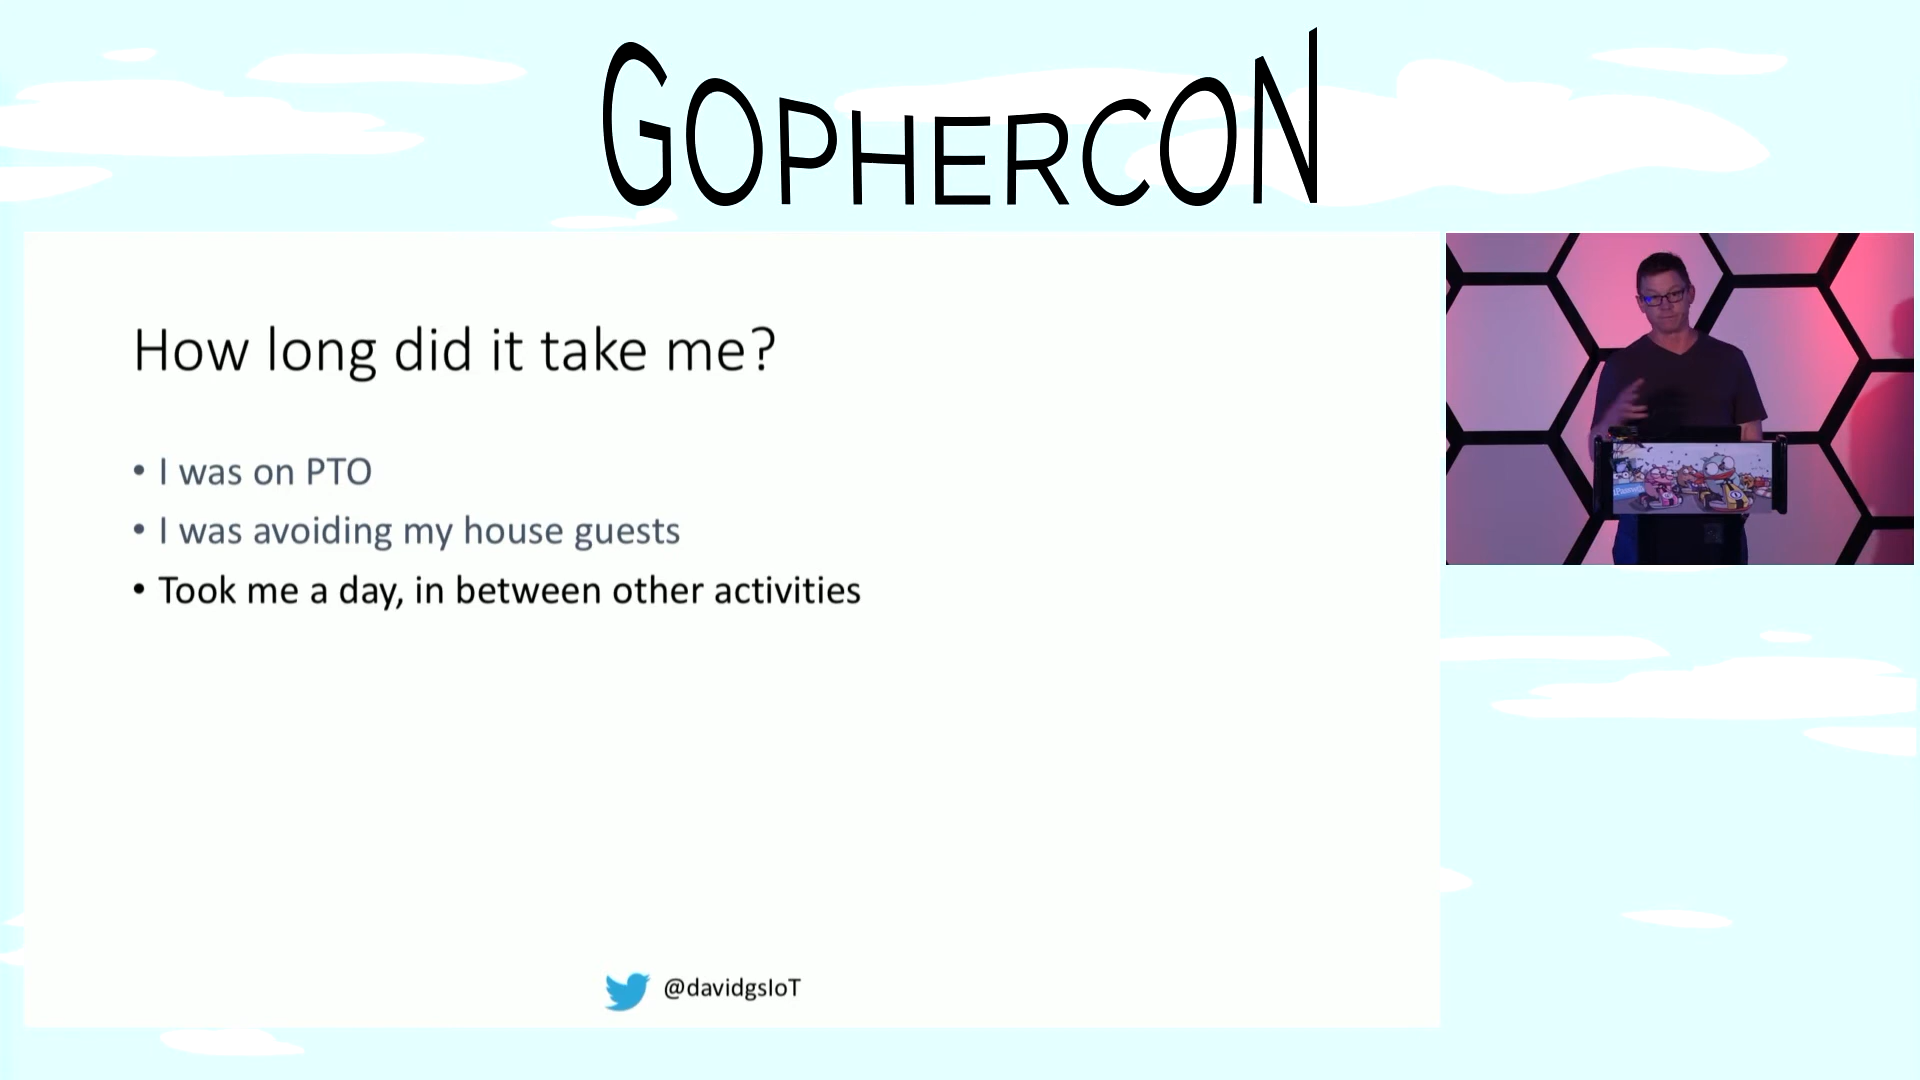 GOPHERCON
How long did it take me?
• I was on PTO
• I was avoiding my house guests
• Took me a day, in between other activities
@davidgsIoT